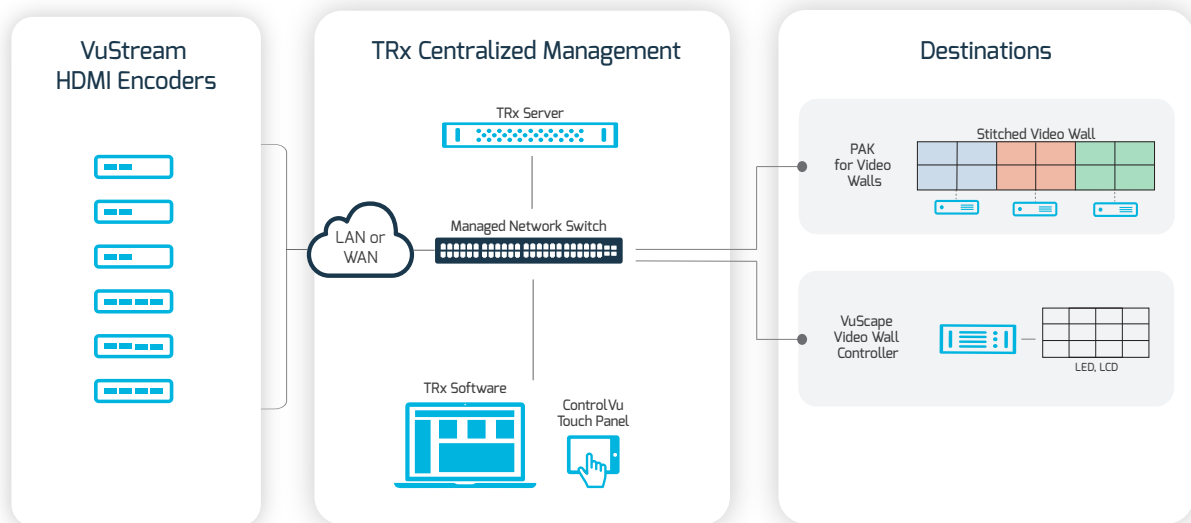 VuStream
HDMI Encoders
TRx Centralized Management
TRx Server
LAN or
WAN
Managed Network Switch
TRx Software
ControlVu
Touch Panel
Destinations
PAK
for Video
Walls
Stitched Video Wall
VuScape
Video Wall
Controller
LED, LCD